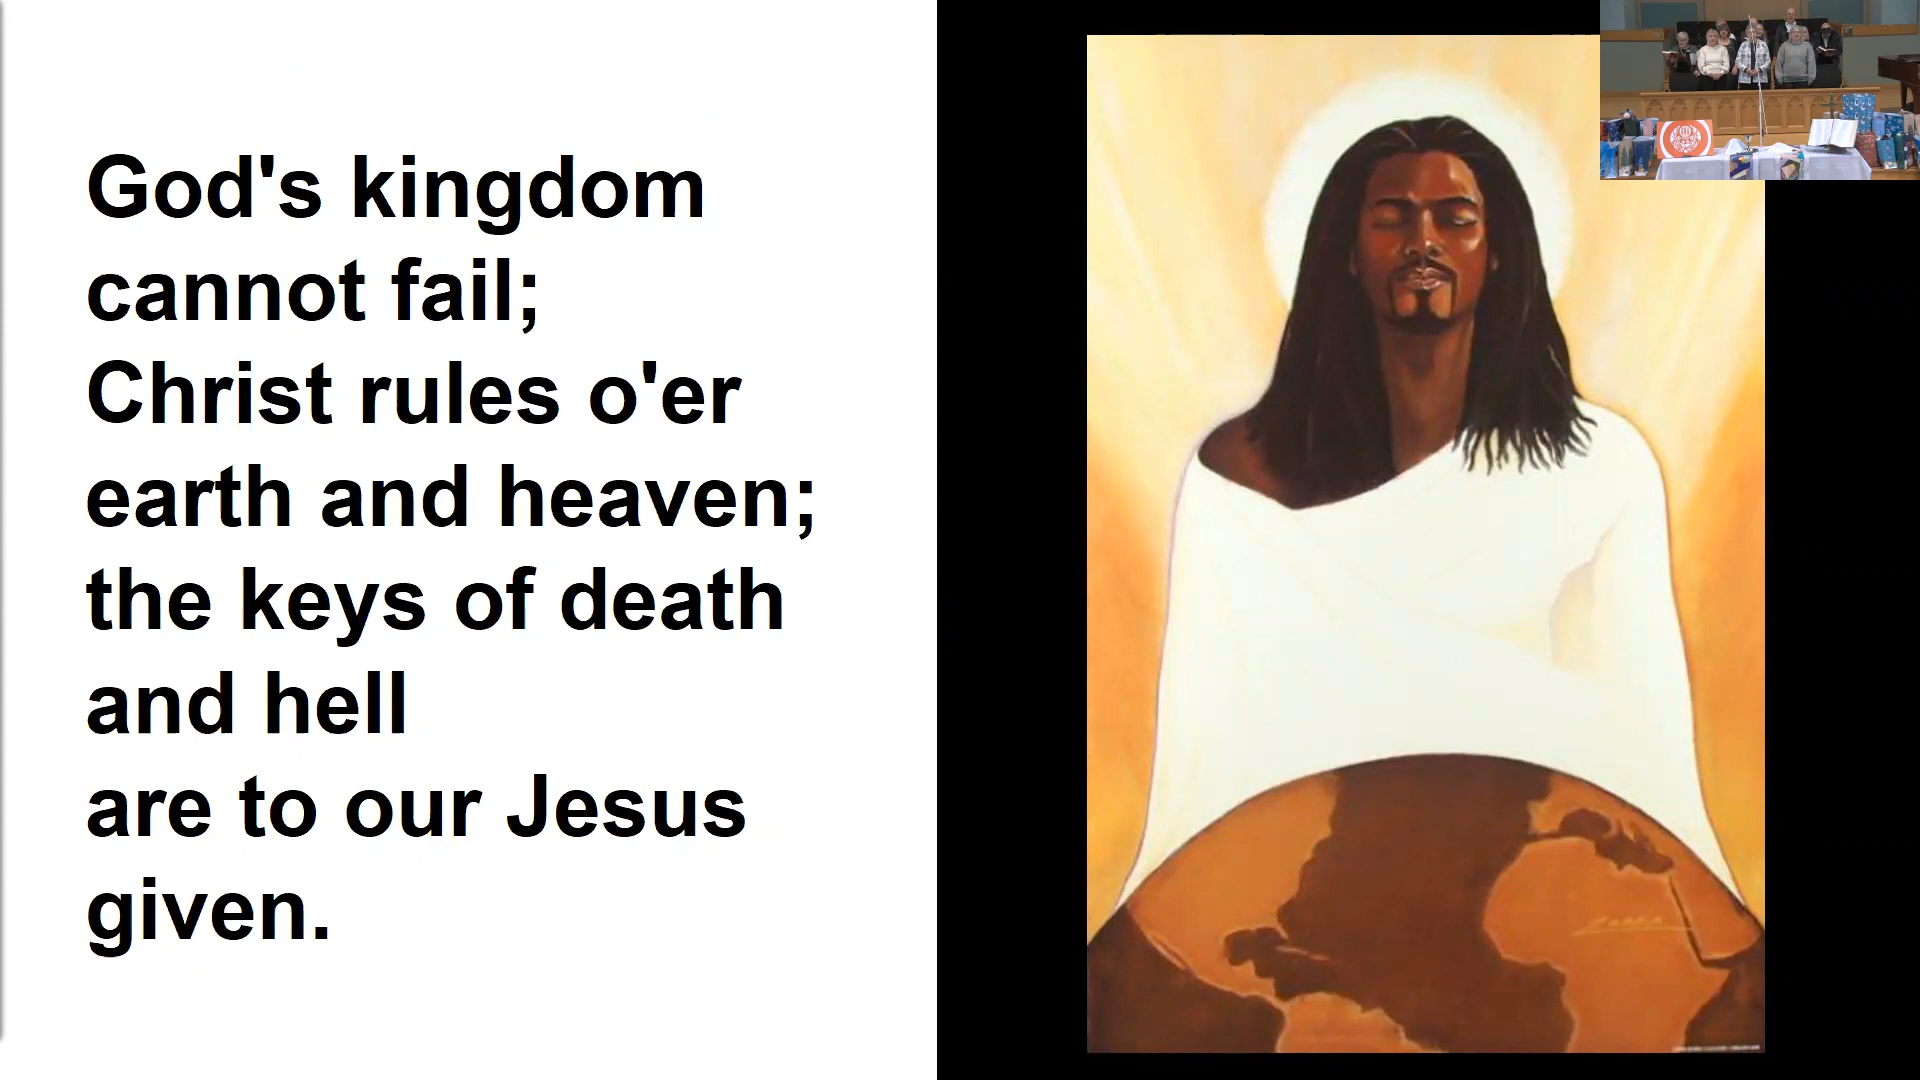 God's kingdom
cannot fail;
Christ rules o'er
earth and heaven;
the keys of death
and hell
are to our Jesus
given.